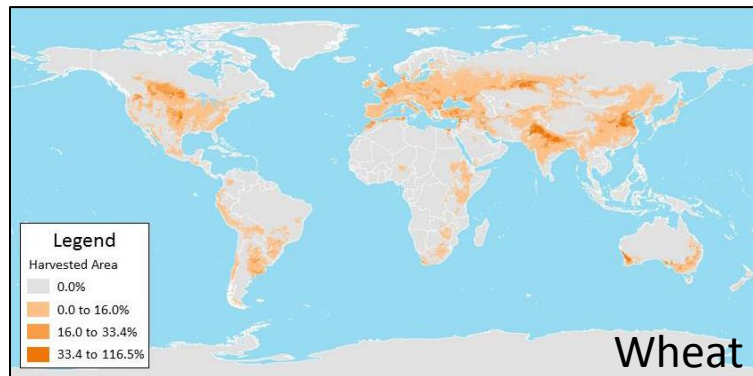 Legend
Harvested Area
0.0%
0.0 to 16.0%
16.0 to 33.4%
33.4 to 116.5%
Wheat